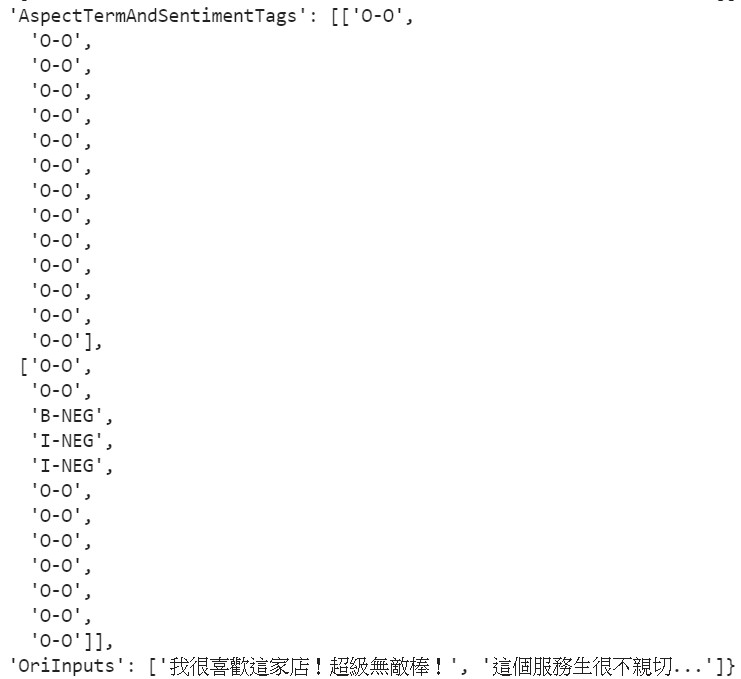 'AspectTermAndSentimentTags': [['O-O',
'O-O',
'O-O',
'O-O',
'O-O',
'O-O',
'O-O',
'O-O',
'O-O',
'O-O',
'O-O',
'O-O',
'O-O',
'O-O'],
['O-O',
'O-O',
'B-NEG',
'I-NEG',
'I-NEG',
'O-O',
'O-O',
'O-O',
'O-O',
'O-O',
'O-O',
'O-O']],
'OriInputs': ['我很喜歡這家店！超級無敵棒！', '這個服務生很不親切...']}